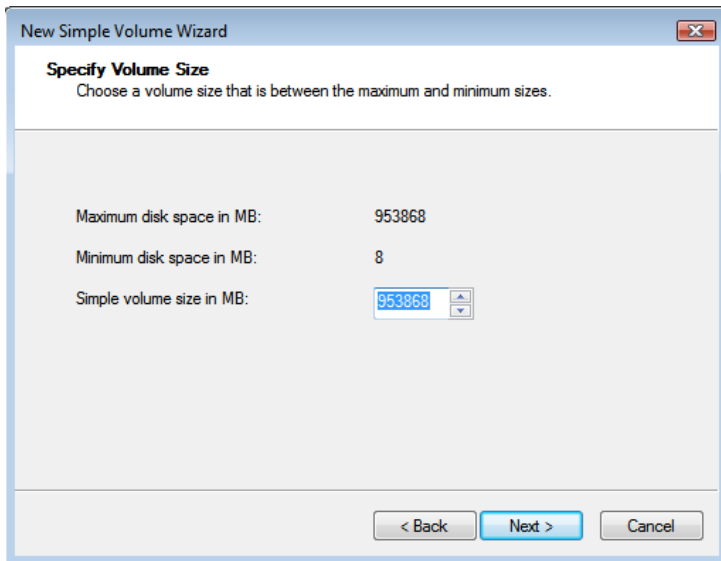 New Simple Volume Wizard
Specify Volume Size
Choose a volume size that is between the maximum and minimum sizes.
Maximum disk space in MB: 953868
Minimum disk space in MB: 8
Simple volume size in MB: 953868
< Back Next > Cancel